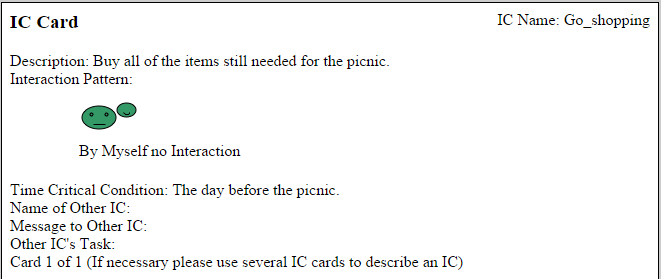 IC Card
IC Name: Go_shopping
Description: Buy all of the items still needed for the picnic.
Interaction Pattern:
By Myself no Interaction
Time Critical Condition: The day before the picnic.
Name of Other IC:
Message to Other IC:
Other IC's Task:
Card 1 of 1 (If necessary please use several IC cards to describe an IC)